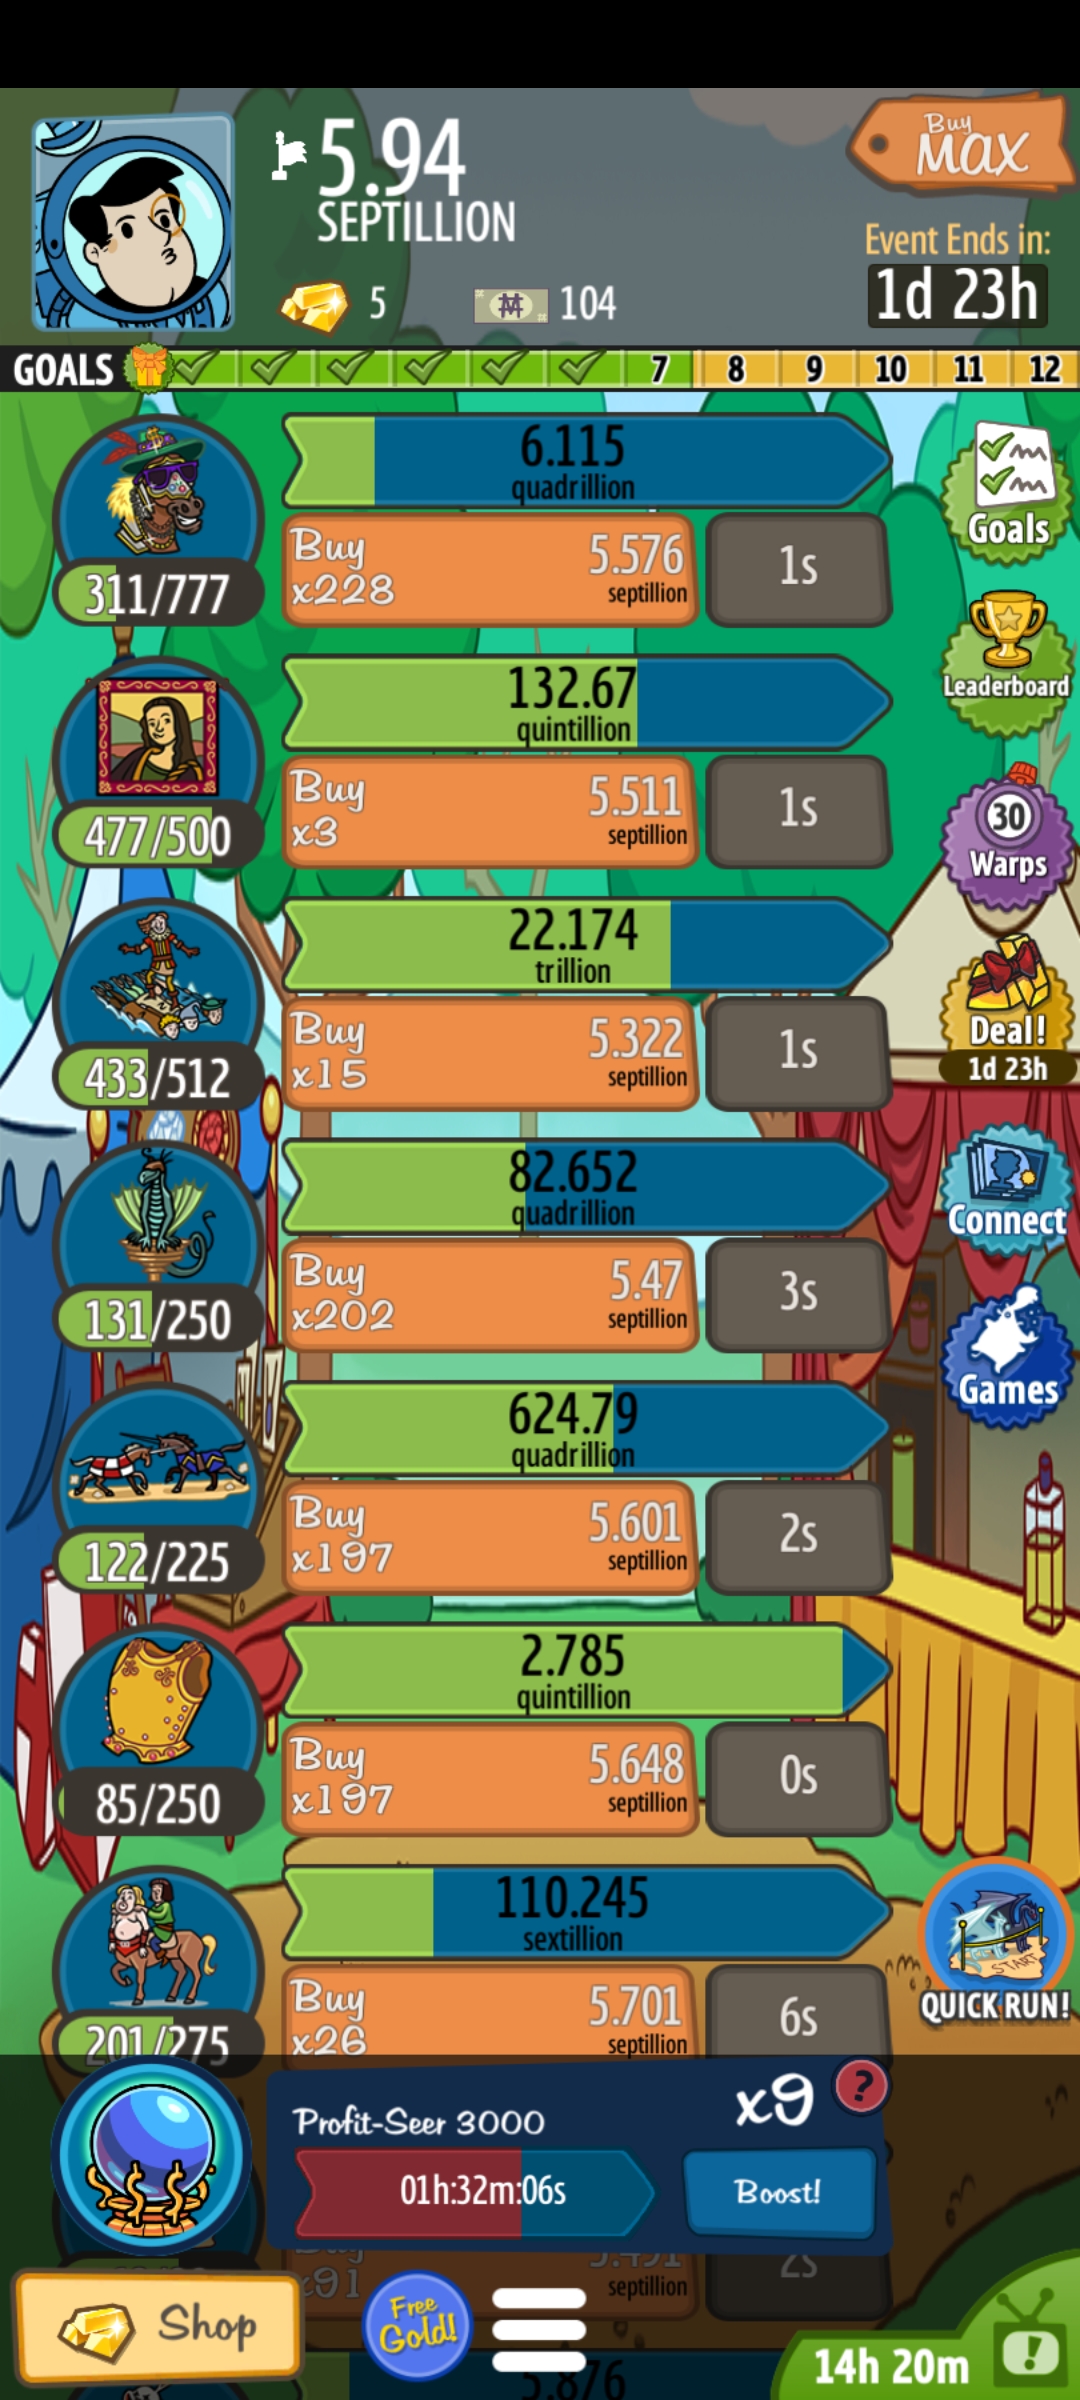 5.94
SEPTILLION
5
104
Buy
MAX
Event Ends in:
1d 23h
GOALS
7
8
9
10
11
12
6.115
quadrillion
Buy
x228
5.576
septillion
1s
311/777
Goals
Leaderboard
132.67
quintillion
Buy
x3
5.511
septillion
1s
477/500
30
Warps
22.174
trillion
Buy
x15
5.322
septillion
1s
433/512
Deal!
1d 23h
82.652
quadrillion
Buy
x202
5.47
septillion
3s
131/250
Connect
Games
624.79
quadrillion
Buy
x197
5.601
septillion
2s
122/225
2.785
quintillion
Buy
x197
5.648
septillion
0s
85/250
110.245
sextillion
Buy
x26
5.701
septillion
6s
201/275
START
QUICK RUN!
Profit-Seer 3000
x9
?
01h:32m:06s
Boost!
Buy
x91
septillion
2s
Shop
Free
Gold!
5.876
14h 20m
!